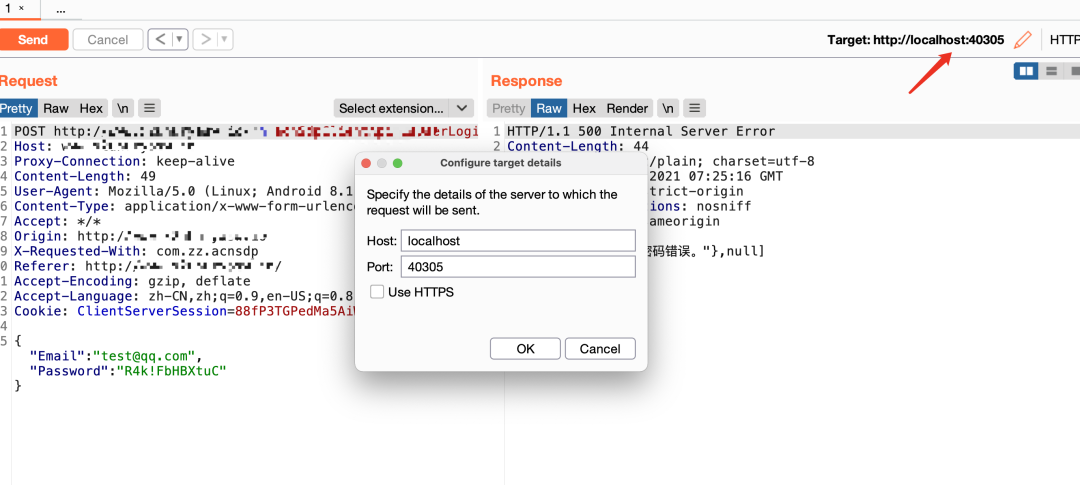 1 ×
...
Send
Cancel
<
>
Target: http://localhost:40305
HTTP
Request
Response
Pretty Raw Hex \n
Select extension...
Pretty Raw Hex Render \n
1 POST http:/
2 Host:
3 Proxy-Connection: keep-alive
4 Content-Length: 49
5 User-Agent: Mozilla/5.0 (Linux; Android 8.1
6 Content-Type: application/x-www-form-urlenc
7 Accept: */*
8 Origin: http:/
9 X-Requested-With: com.zz.acnsdp
0 Referer: http:/
1 Accept-Encoding: gzip, deflate
2 Accept-Language: zh-CN,zh;q=0.9,en-US;q=0.8
3 Cookie: ClientServerSession=88fP3TGPedMa5Ai
4
5 {
"Email":"test@qq.com",
"Password":"R4k!FbHBXtuC"
}
1 HTTP/1.1 500 Internal Server Error
2 Content-Length: 44
/plain; charset=utf-8
2021 07:25:16 GMT
trict-origin
ions: nosniff
ameorigin
密码错误。"},null]
Configure target details
Specify the details of the server to which the
request will be sent.
Host: localhost
Port: 40305
Use HTTPS
OK
Cancel